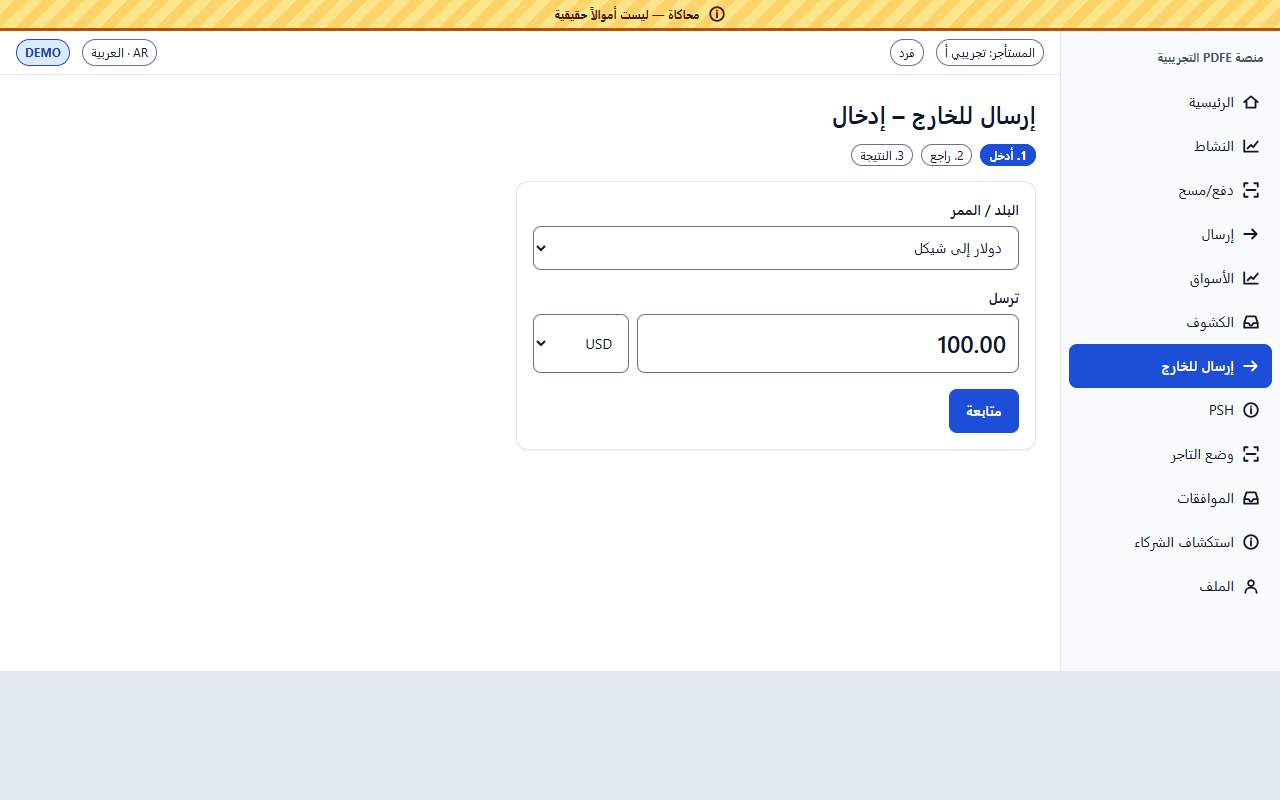 محاكاة — ليست أموالاً حقيقية
منصة PDFE التجريبية
الرئيسية
النشاط
دفع/مسح
إرسال
الأسواق
الكشوف
إرسال للخارج
PSH
وضع التاجر
الموافقات
استكشاف الشركاء
الملف
المستأجر: تجريبي أ
فرد
AR · العربية
DEMO
إرسال للخارج – إدخال
1. أدخل
2. راجع
3. النتيجة
البلد / الممر
دولار إلى شيكل
ترسل
100.00
USD
متابعة